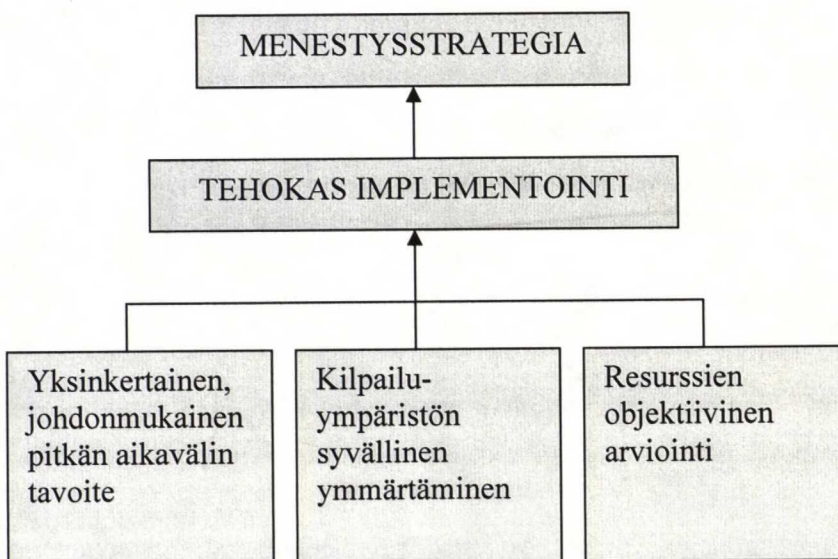 MENESTYSSTRATEGIA
TEHOKAS IMPLEMENTOINTI
Yksinkertainen,
johdonmukainen
pitkän aikavälin
tavoite
Kilpailu-
ympäristön
syvällinen
ymmärtäminen
Resurssien
objektiivinen
arviointi